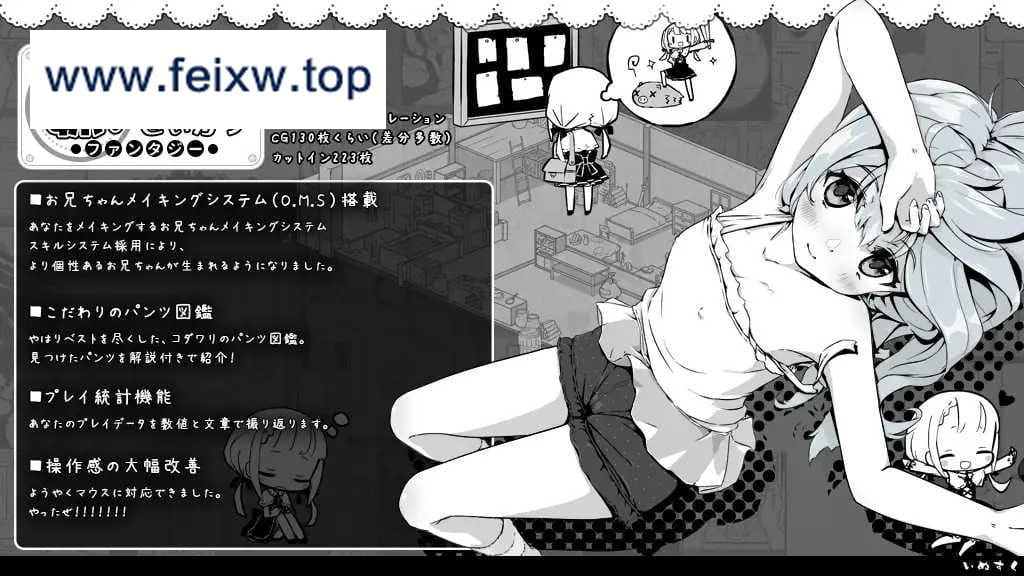 www.feixw.top
レーション
CG130枚くらい(差分多数)
カットイン223枚
•ファンタジー•
■お兄ちゃんメイキングシステム(O.M.S)搭載
あなたをメイキングするお兄ちゃんメイキングシステム
スキルシステム採用により、
より個性あるお兄ちゃんが生まれるようになりました。
■こだわりのパンツ図鑑
やはりベストを尽くした、コダワリのパンツ図鑑。
見つけたパンツを解説付きで紹介!
■プレイ統計機能
あなたのプレイデータを数値と文章で振り返ります。
■操作感の大幅改善
ようやくマウスに対応できました。
やったぜ!!!!!!!
いぬすく